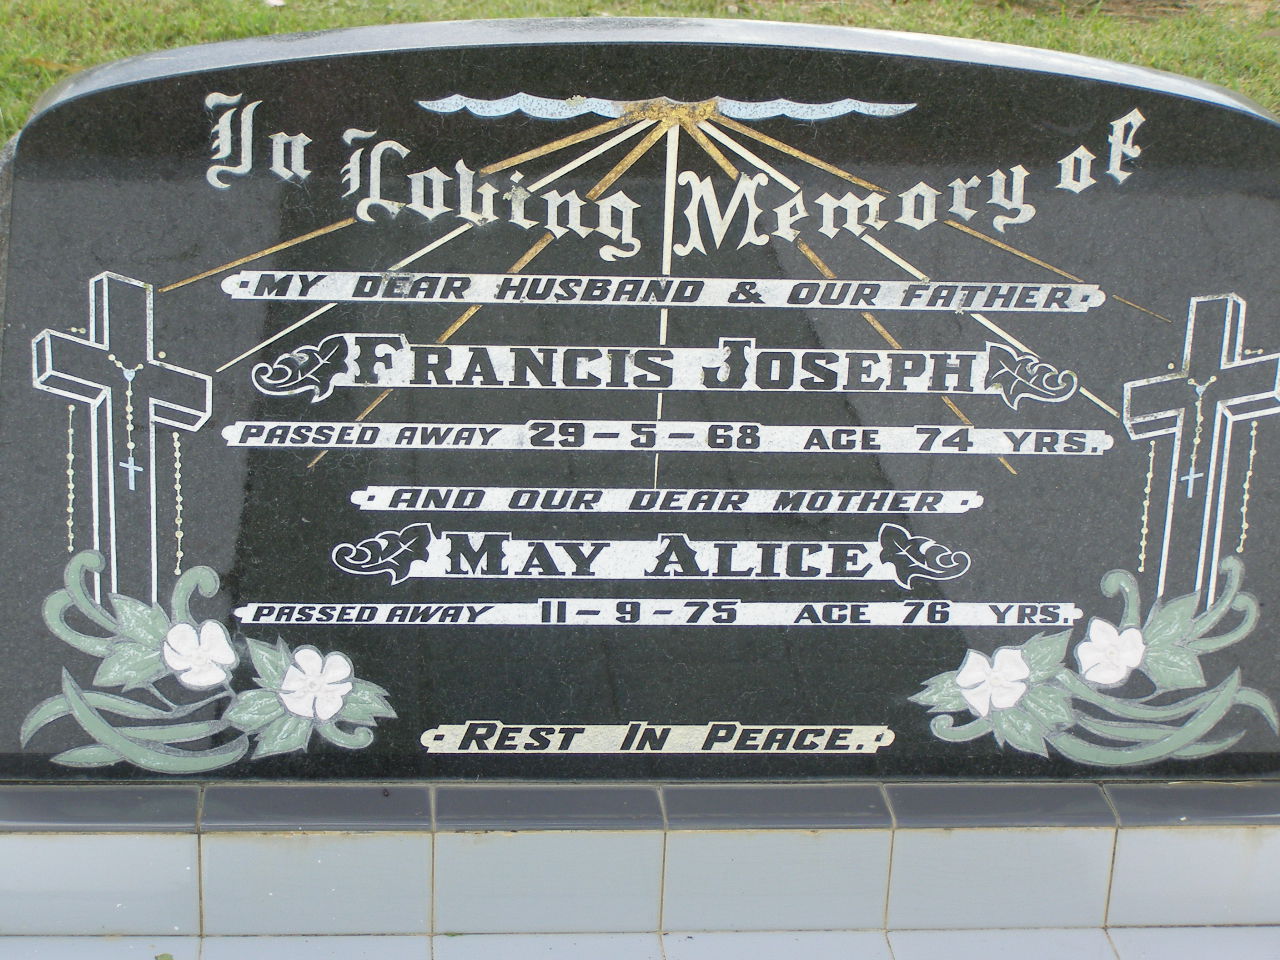 In Loving Memory of
·MY DEAR HUSBAND & OUR FATHER·
FRANCIS JOSEPH
PASSED AWAY 29-5-68 AGE 74 YRS.
·AND OUR DEAR MOTHER·
MAY ALICE
PASSED AWAY 11-9-75 AGE 76 YRS.
·REST IN PEACE.·